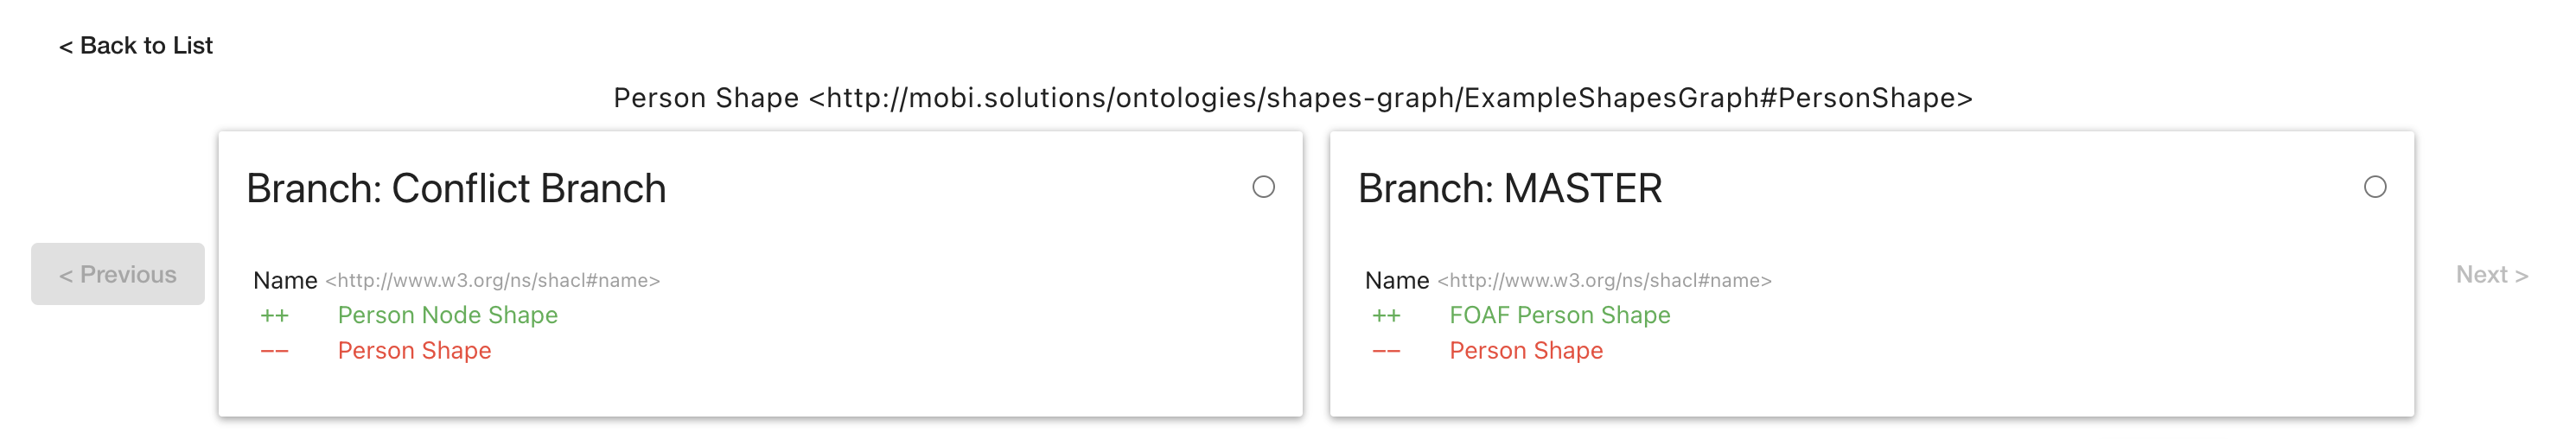 < Back to List
Person Shape <http://mobi.solutions/ontologies/shapes-graph/ExampleShapesGraph#PersonShape>
< Previous
Branch: Conflict Branch
Name <http://www.w3.org/ns/shacl#name>
++ Person Node Shape
-- Person Shape
Branch: MASTER
Name <http://www.w3.org/ns/shacl#name>
++ FOAF Person Shape
-- Person Shape
Next >